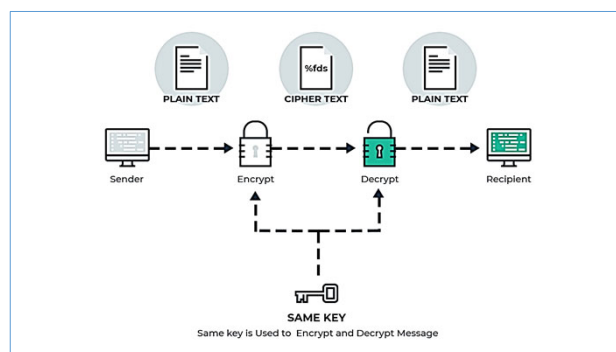 PLAIN TEXT
%fds
CIPHER TEXT
PLAIN TEXT
Sender
Encrypt
Decrypt
Recipient
SAME KEY
Same key is Used to Encrypt and Decrypt Message